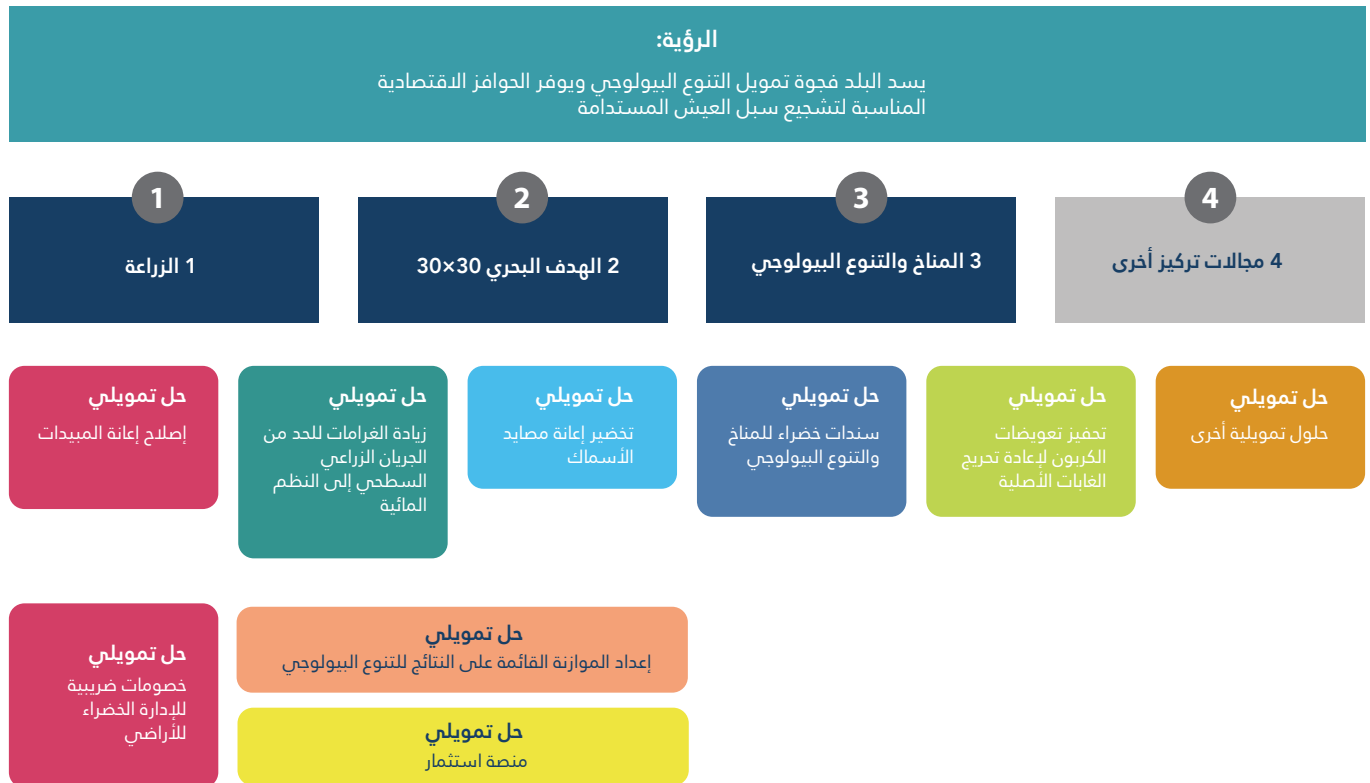 الرؤية:
يسد البلد فجوة تمويل التنوع البيولوجي ويوفر الحوافز الاقتصادية
المناسبة لتشجيع سبل العيش المستدامة
1
1 الزراعة
2
2 الهدف البحري 30×30
3
3 المناخ والتنوع البيولوجي
4
4 مجالات تركيز أخرى
حل تمويلي
إصلاح إعانة المبيدات
حل تمويلي
زيادة الغرامات للحد من
الجريان الزراعي
السطحي إلى النظم
المائية
حل تمويلي
تخضير إعانة مصايد
الأسماك
حل تمويلي
سندات خضراء للمناخ
والتنوع البيولوجي
حل تمويلي
تحفيز تعويضات
الكربون لإعادة تحريج
الغابات الأصلية
حل تمويلي
حلول تمويلية أخرى
حل تمويلي
خصومات ضريبية
للإدارة الخضراء
للأراضي
حل تمويلي
إعداد الموازنة القائمة على النتائج للتنوع البيولوجي
حل تمويلي
منصة استثمار